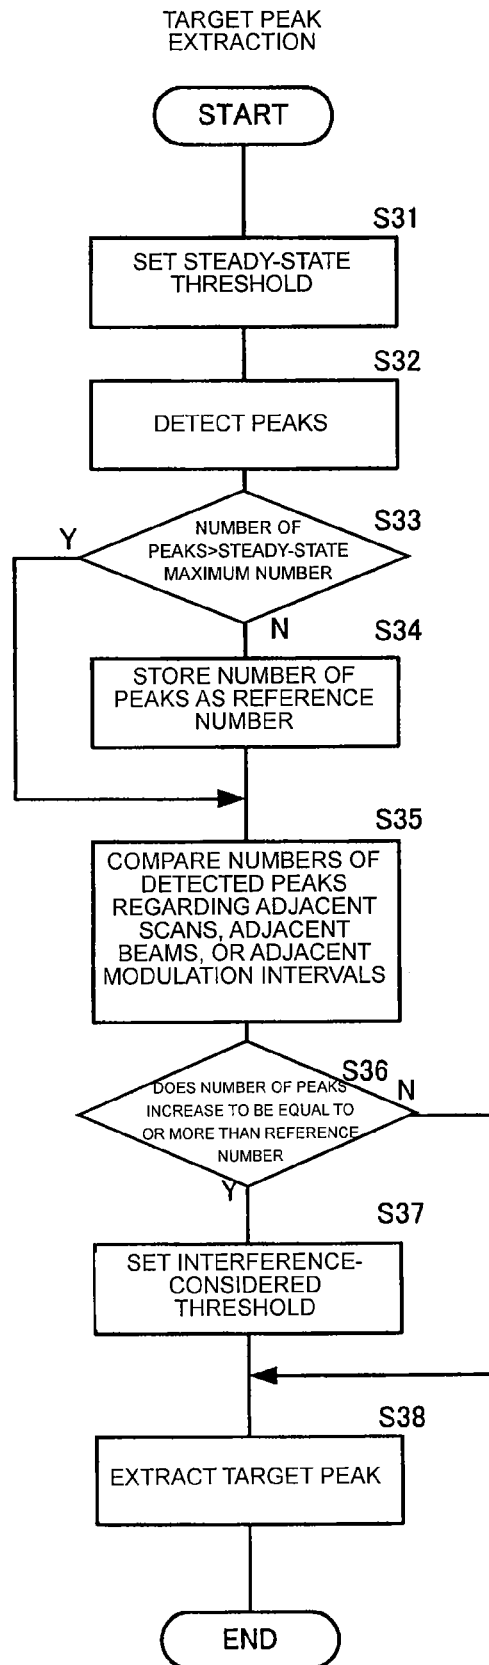 TARGET PEAK
EXTRACTION
START
S31
SET STEADY-STATE
THRESHOLD
S32
DETECT PEAKS
S33
Y
NUMBER OF
PEAKS>STEADY-STATE
MAXIMUM NUMBER
N
S34
STORE NUMBER OF
PEAKS AS REFERENCE
NUMBER
S35
COMPARE NUMBERS OF
DETECTED PEAKS
REGARDING ADJACENT
SCANS, ADJACENT
BEAMS, OR ADJACENT
MODULATION INTERVALS
S36
N
DOES NUMBER OF PEAKS
INCREASE TO BE EQUAL TO
OR MORE THAN REFERENCE
NUMBER
Y
S37
SET INTERFERENCE-
CONSIDERED
THRESHOLD
S38
EXTRACT TARGET PEAK
END